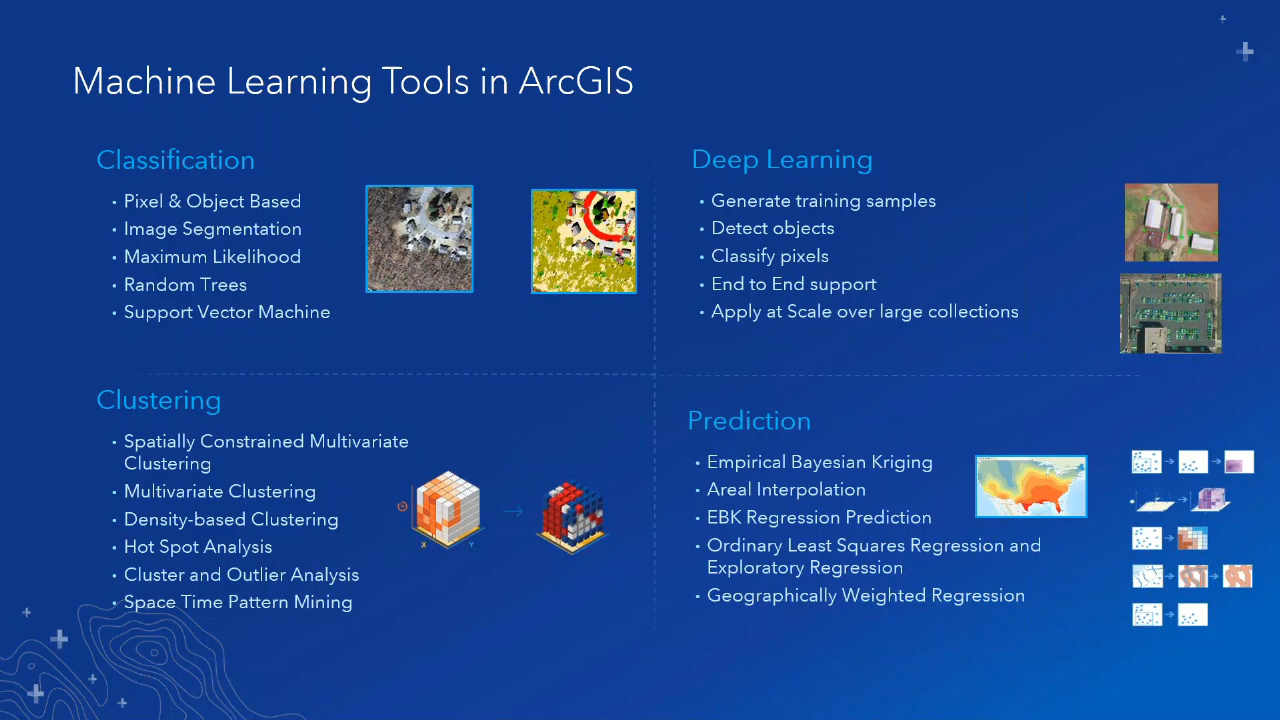 Machine Learning Tools in ArcGIS
Classification
• Pixel & Object Based
• Image Segmentation
• Maximum Likelihood
• Random Trees
• Support Vector Machine
Deep Learning
• Generate training samples
• Detect objects
• Classify pixels
• End to End support
• Apply at Scale over large collections
Clustering
• Spatially Constrained Multivariate
Clustering
• Multivariate Clustering
• Density-based Clustering
• Hot Spot Analysis
• Cluster and Outlier Analysis
• Space Time Pattern Mining
X Y
Prediction
• Empirical Bayesian Kriging
• Areal Interpolation
• EBK Regression Prediction
• Ordinary Least Squares Regression and
Exploratory Regression
• Geographically Weighted Regression